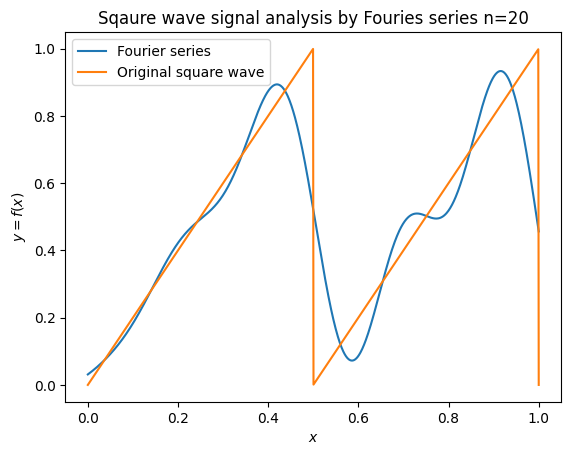 Sqaure wave signal analysis by Fouries series n=20
Fourier series
Original square wave
1.0
0.8
0.6
0.4
0.2
0.0
y = f(x)
0.0 0.2 0.4 0.6 0.8 1.0
x